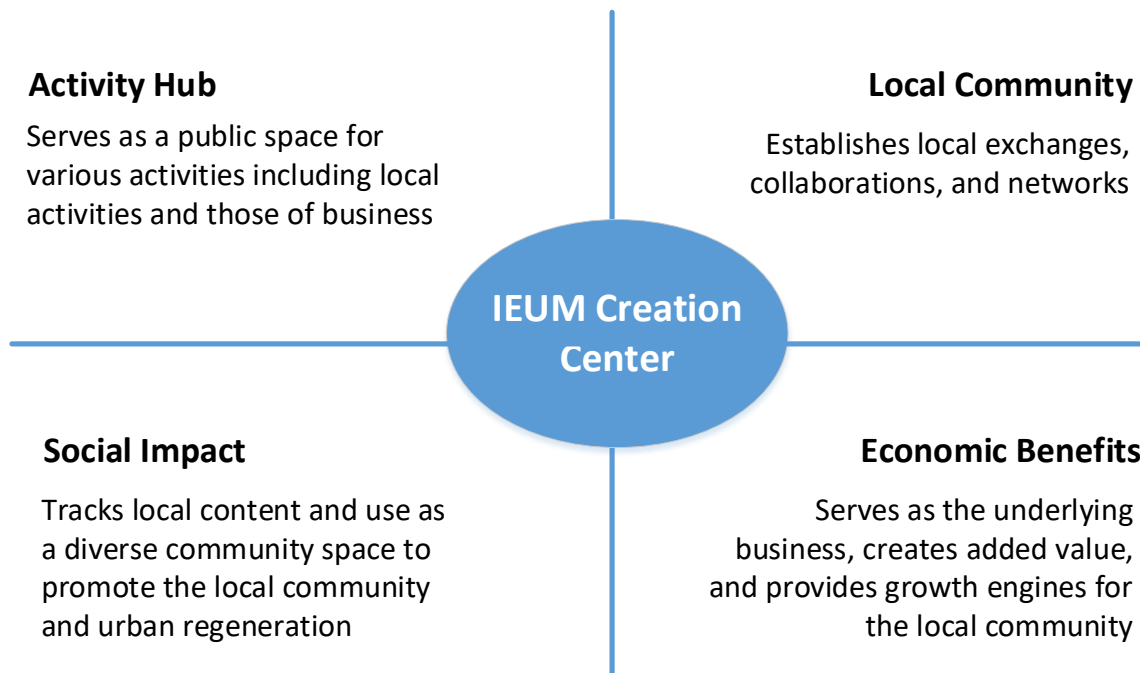 Activity Hub
Serves as a public space for
various activities including local
activities and those of business
Local Community
Establishes local exchanges,
collaborations, and networks
IEUM Creation
Center
Social Impact
Tracks local content and use as
a diverse community space to
promote the local community
and urban regeneration
Economic Benefits
Serves as the underlying
business, creates added value,
and provides growth engines for
the local community